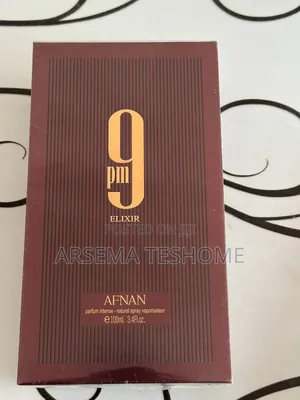 9
pm
ELIXIR
POSTED ON
ARSEMA TESHOME
AFNAN
parfum intense - natural spray vaporisateur
e 100ml. 3.4Fl.oz.